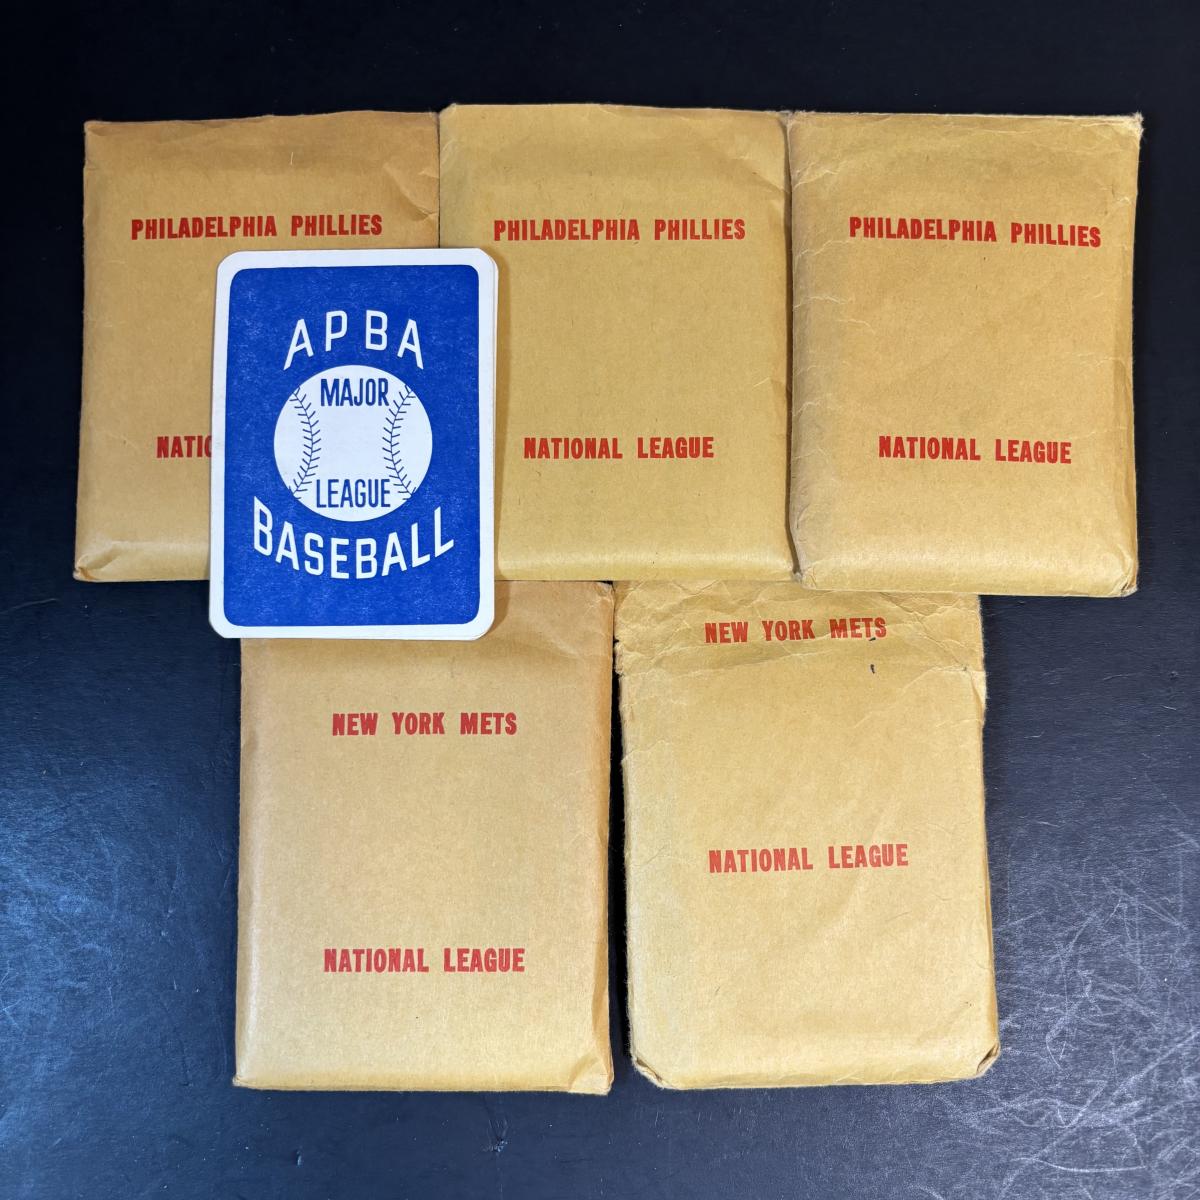 PHILADELPHIA PHILLIES
PHILADELPHIA PHILLIES
PHILADELPHIA PHILLIES
NATIO
APBA
MAJOR
LEAGUE
BASEBALL
NATIONAL LEAGUE
NATIONAL LEAGUE
NEW YORK METS
NATIONAL LEAGUE
NEW YORK METS
NATIONAL LEAGUE